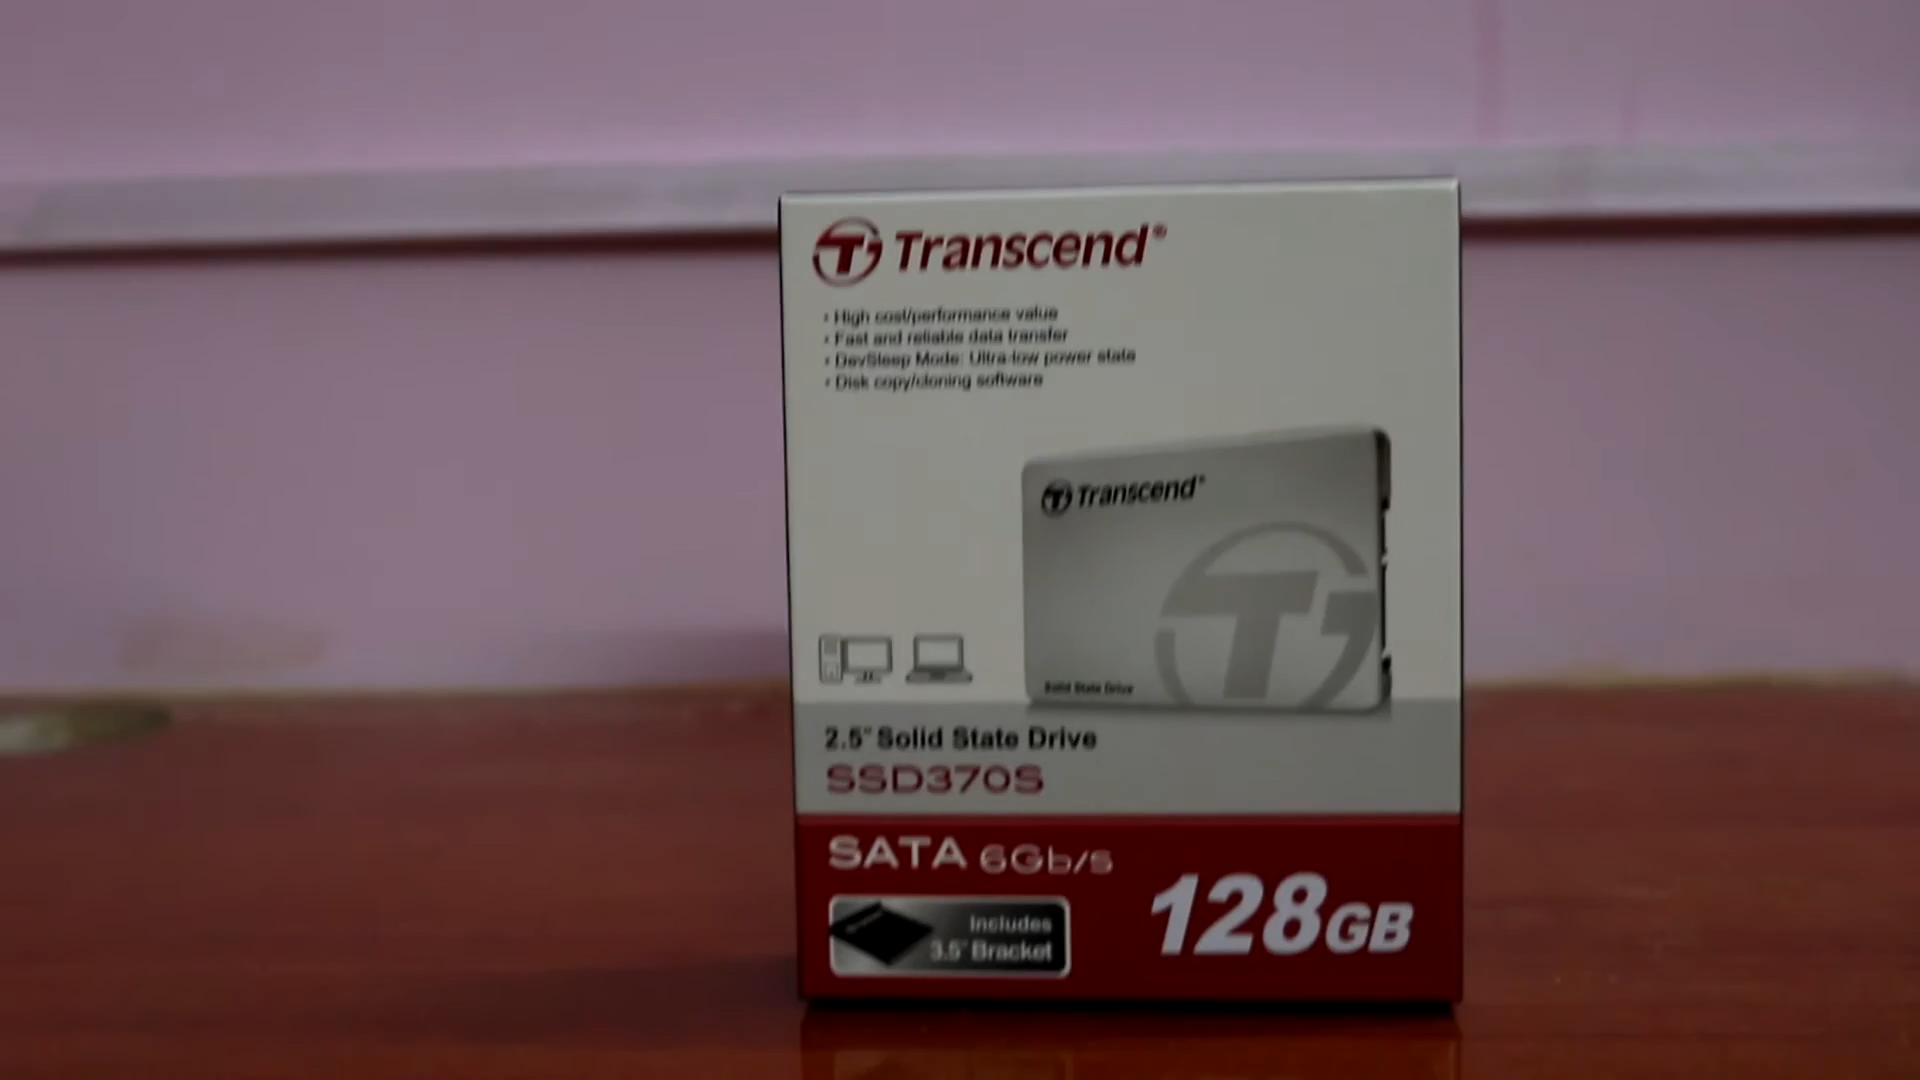 Transcend®
• High cost/performance value
• Fast and reliable data transfer
• DevSleep Mode: Ultra-low power state
• Disk copy/cloning software
Transcend®
Solid State Drive
2.5" Solid State Drive
SSD370S
SATA 6Gb/s
Includes
3.5" Bracket
128GB